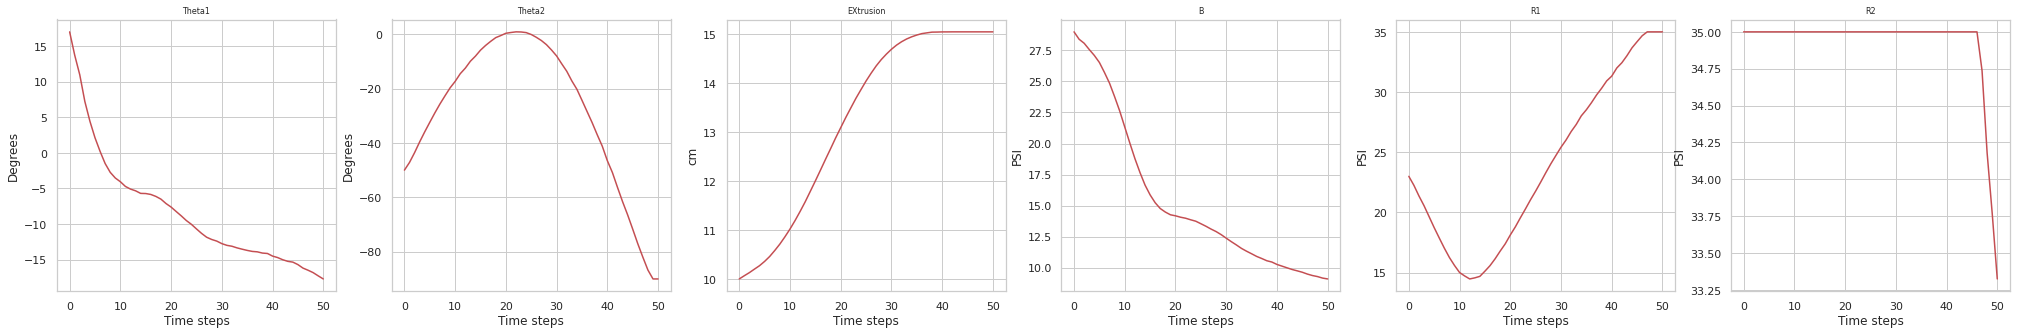 Theta1
Degrees
15
10
5
0
−5
−10
−15
0 10 20 30 40 50
Time steps
Theta2
Degrees
0
−20
−40
−60
−80
0 10 20 30 40 50
Time steps
EXtrusion
cm
15
14
13
12
11
10
0 10 20 30 40 50
Time steps
B
PSI
27.5
25.0
22.5
20.0
17.5
15.0
12.5
10.0
0 10 20 30 40 50
Time steps
R1
PSI
35
30
25
20
15
0 10 20 30 40 50
Time steps
R2
PSI
35.00
34.75
34.50
34.25
34.00
33.75
33.50
33.25
0 10 20 30 40 50
Time steps